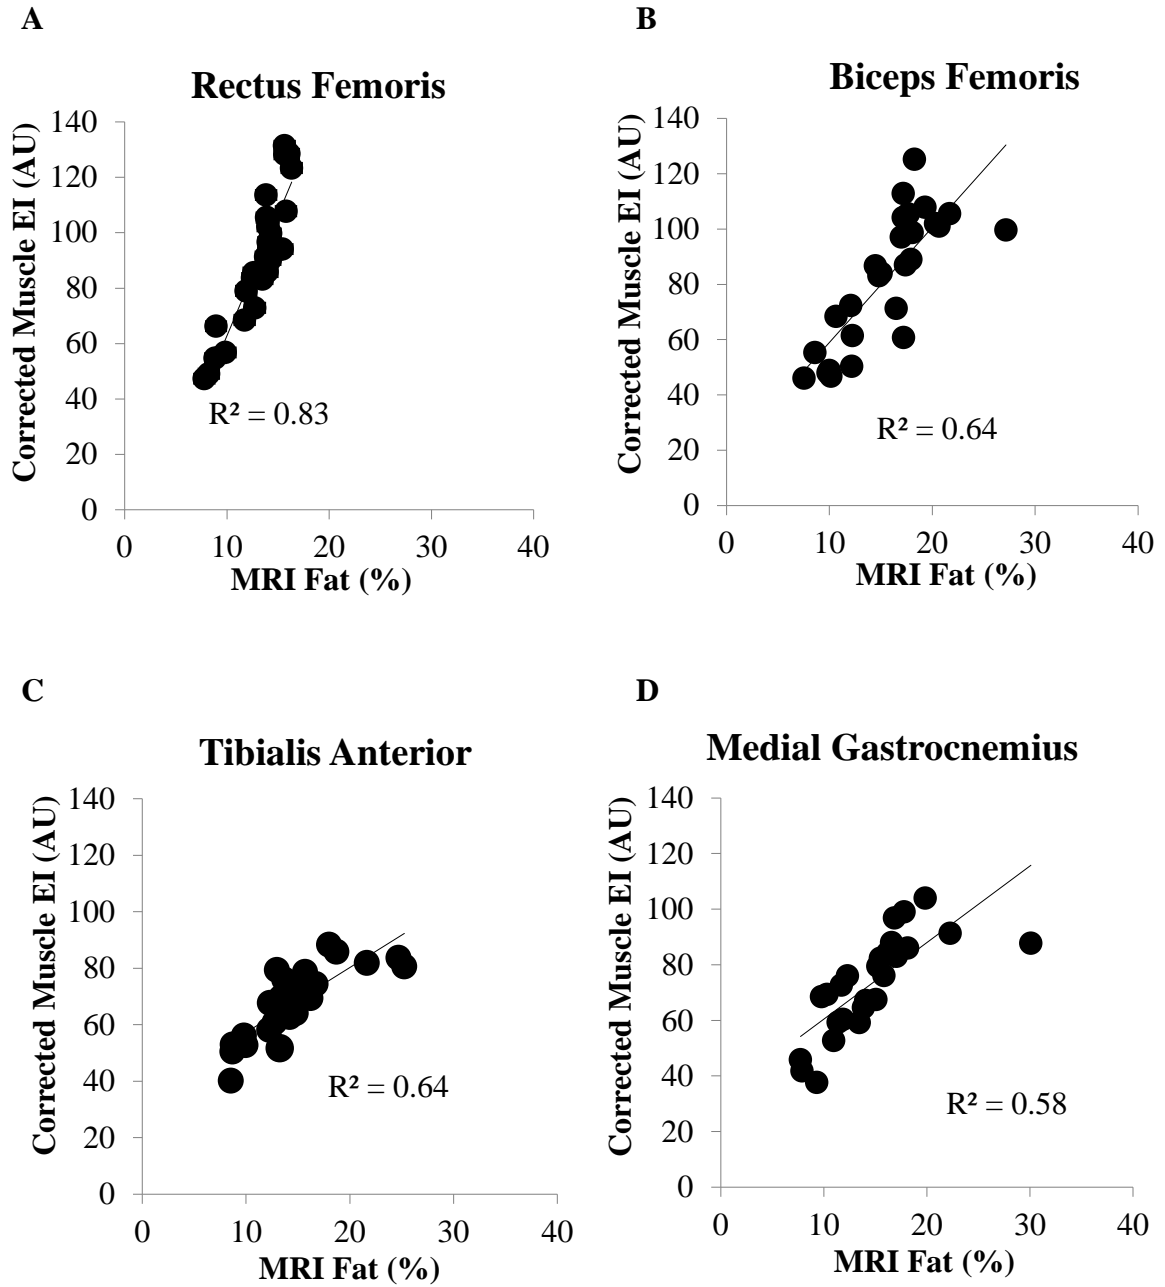 A
Rectus Femoris
Corrected Muscle EI (AU)
140
120
100
80
60
40
20
0
R² = 0.83
0 10 20 30 40
MRI Fat (%)
B
Biceps Femoris
Corrected Muscle EI (AU)
140
120
100
80
60
40
20
0
R² = 0.64
0 10 20 30 40
MRI Fat (%)
C
Tibialis Anterior
Corrected Muscle EI (AU)
140
120
100
80
60
40
20
0
R² = 0.64
0 10 20 30 40
MRI Fat (%)
D
Medial Gastrocnemius
Corrected Muscle EI (AU)
140
120
100
80
60
40
20
0
R² = 0.58
0 10 20 30 40
MRI Fat (%)